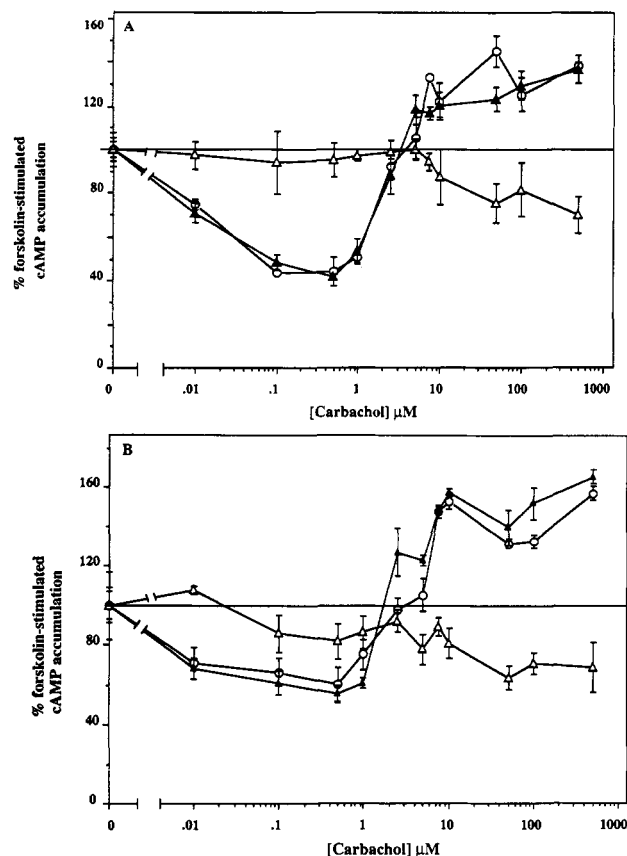 A
160
120
80
40
0
% forskolin-stimulated
cAMP accumulation
0 .01 .1 1 10 100 1000
[Carbachol] µM
B
160
120
80
40
0
% forskolin-stimulated
cAMP accumulation
0 .01 .1 1 10 100 1000
[Carbachol] µM